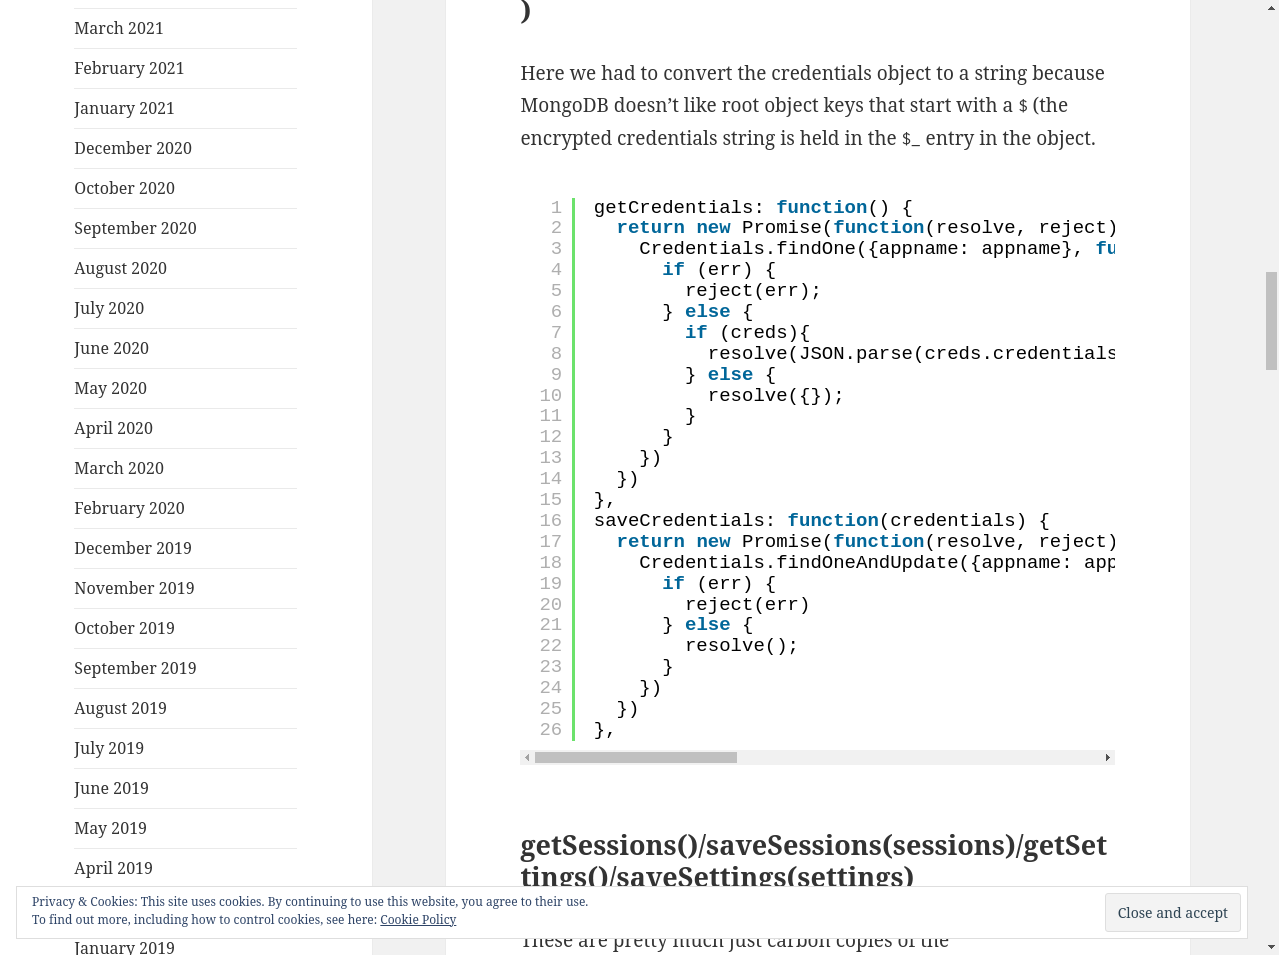 March 2021
February 2021
January 2021
December 2020
October 2020
September 2020
August 2020
July 2020
June 2020
May 2020
April 2020
March 2020
February 2020
December 2019
November 2019
October 2019
September 2019
August 2019
July 2019
June 2019
May 2019
April 2019
January 2019
)
Here we had to convert the credentials object to a string because
MongoDB doesn’t like root object keys that start with a $ (the
encrypted credentials string is held in the $_ entry in the object.
1 getCredentials: function() {
2 return new Promise(function(resolve, reject)
3 Credentials.findOne({appname: appname}, fu
4 if (err) {
5 reject(err);
6 } else {
7 if (creds){
8 resolve(JSON.parse(creds.credentials
9 } else {
10 resolve({});
11 }
12 }
13 })
14 })
15 },
16 saveCredentials: function(credentials) {
17 return new Promise(function(resolve, reject)
18 Credentials.findOneAndUpdate({appname: app
19 if (err) {
20 reject(err)
21 } else {
22 resolve();
23 }
24 })
25 })
26 },
getSessions()/saveSessions(sessions)/getSet
tings()/saveSettings(settings)
These are pretty much just carbon copies of the
Privacy & Cookies: This site uses cookies. By continuing to use this website, you agree to their use.
To find out more, including how to control cookies, see here: Cookie Policy
Close and accept